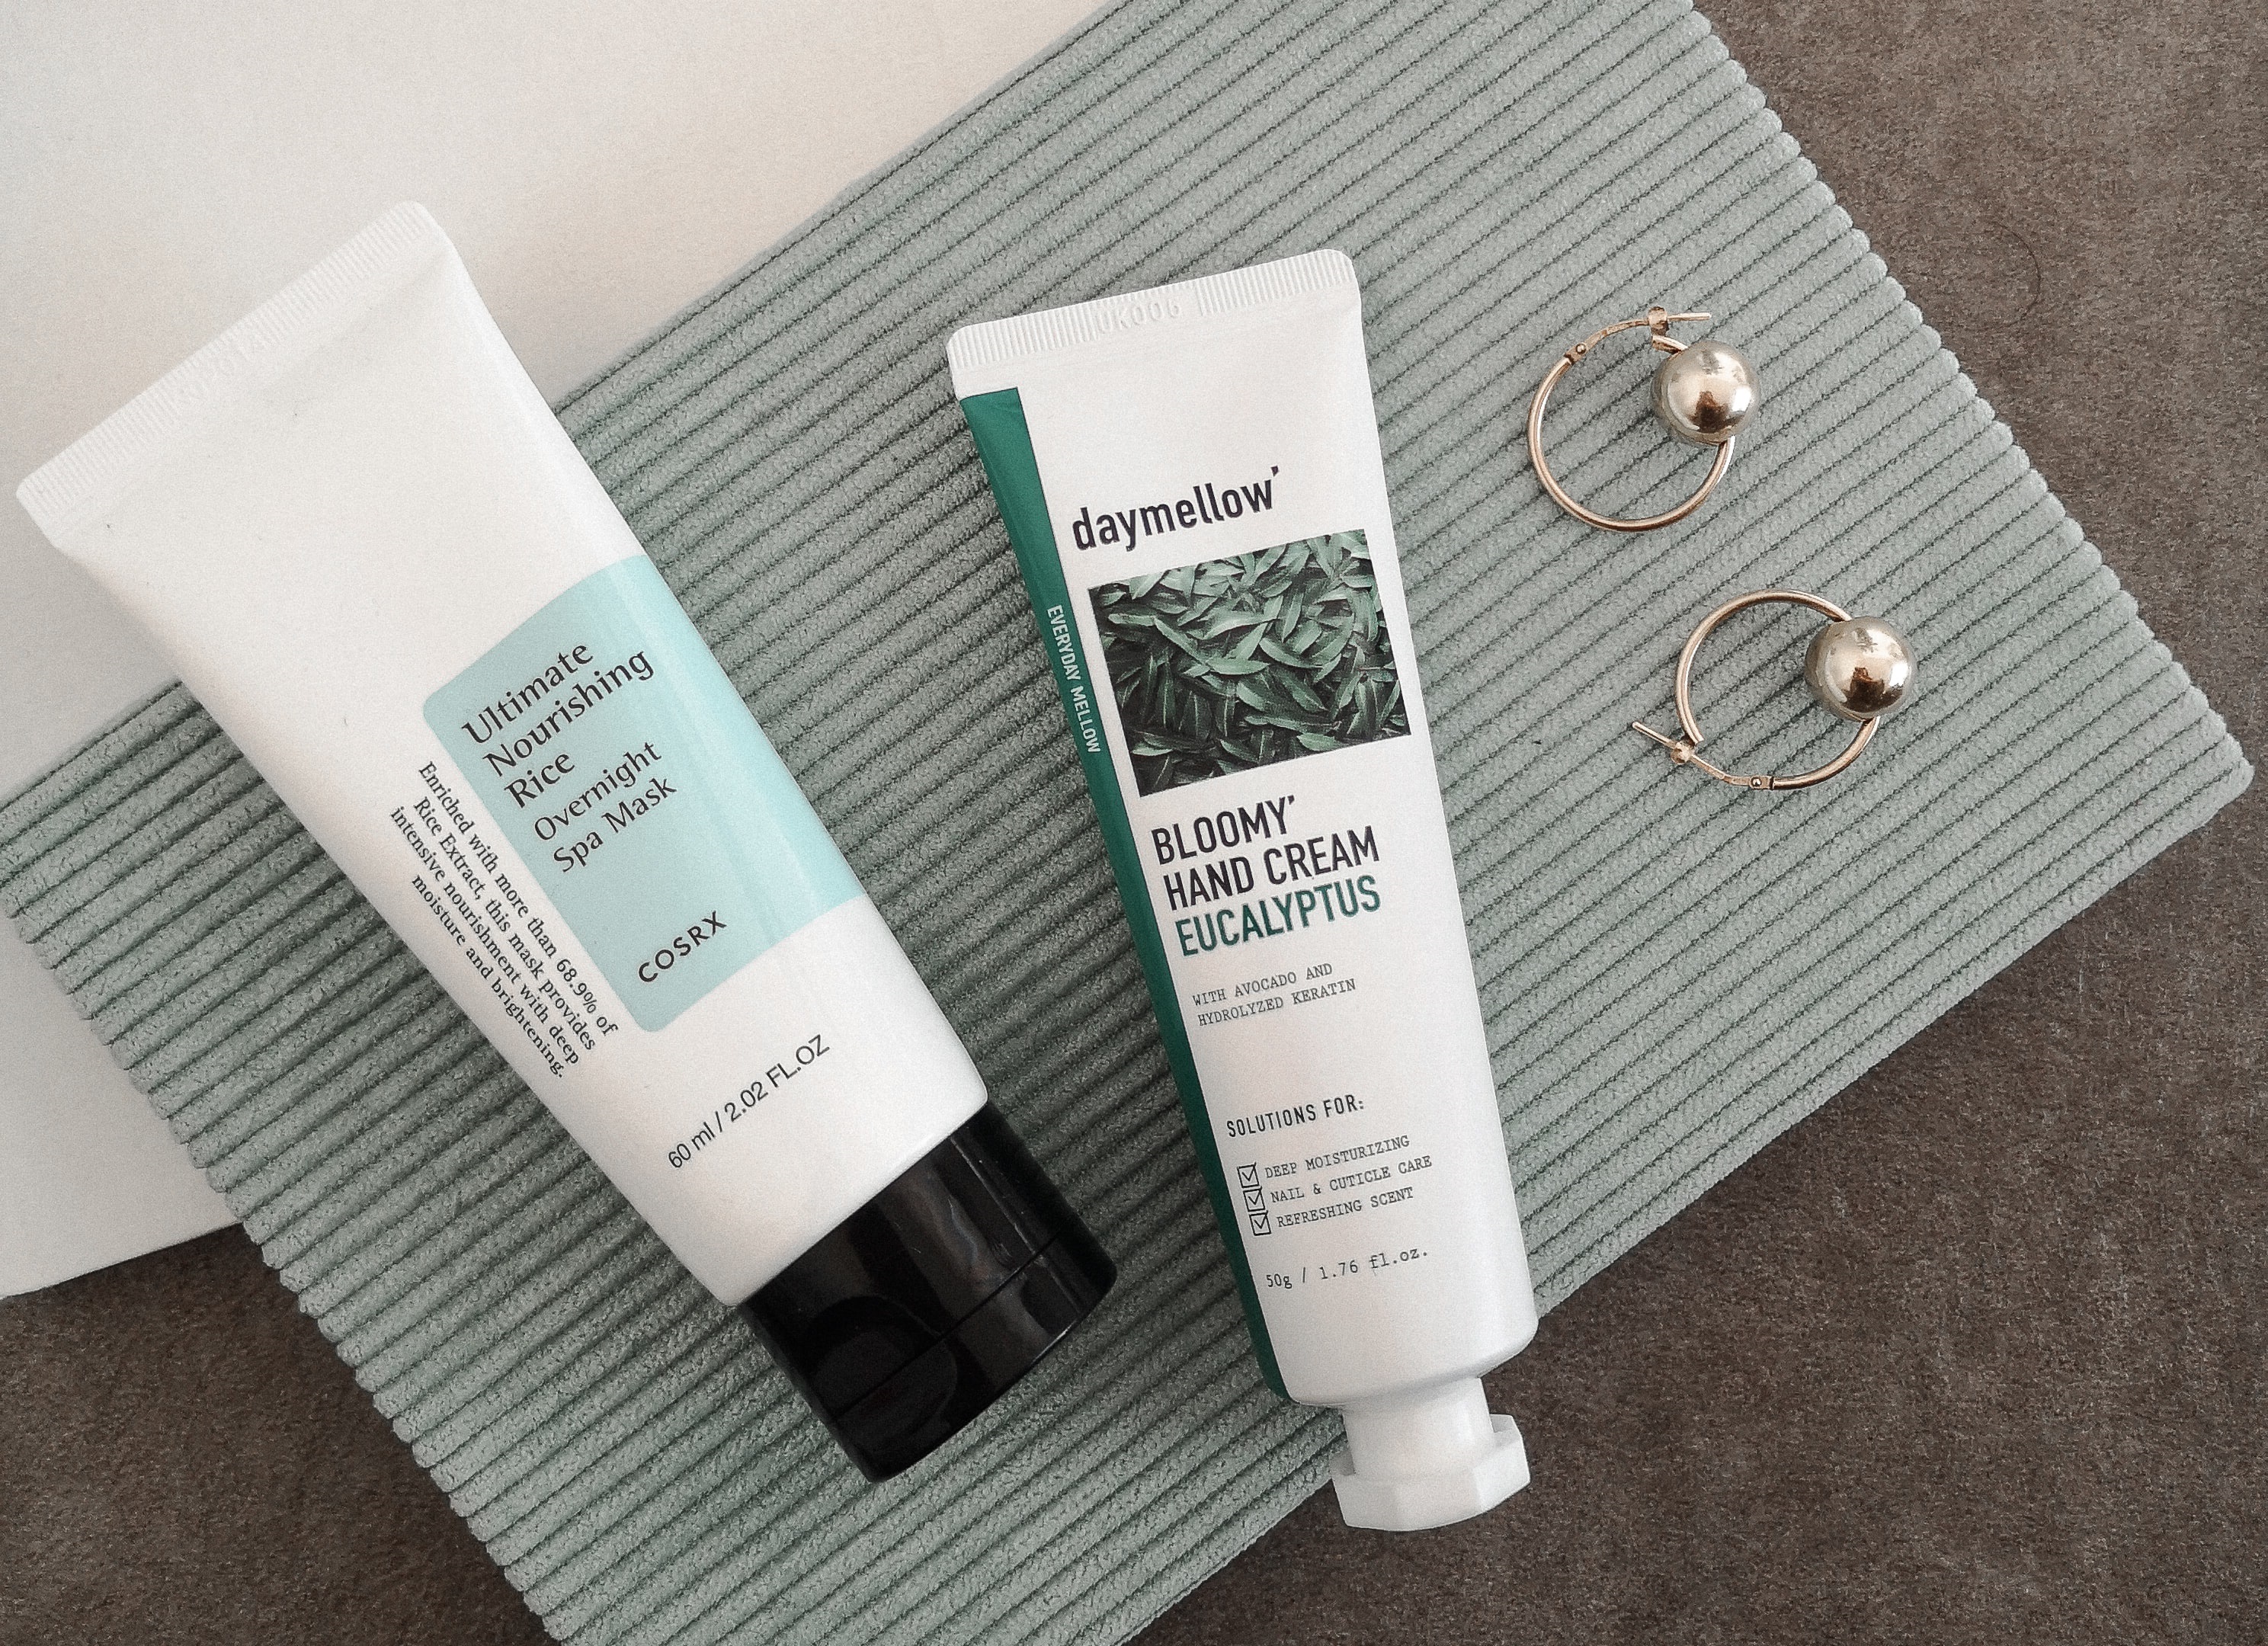 Ultimate
Nourishing
Rice
Overnight
Spa Mask
COSRX
Enriched with more than 68.9% of
Rice Extract, this mask provides
intensive nourishment with deep
moisture and brightening.
60 ml / 2.02 FL.OZ
daymellow'
EVERYDAY MELLOW
BLOOMY'
HAND CREAM
EUCALYPTUS
WITH AVOCADO AND
HYDROLYZED KERATIN
SOLUTIONS FOR:
DEEP MOISTURIZING
NAIL & CUTICLE CARE
REFRESHING SCENT
50g / 1.76 fl.oz.